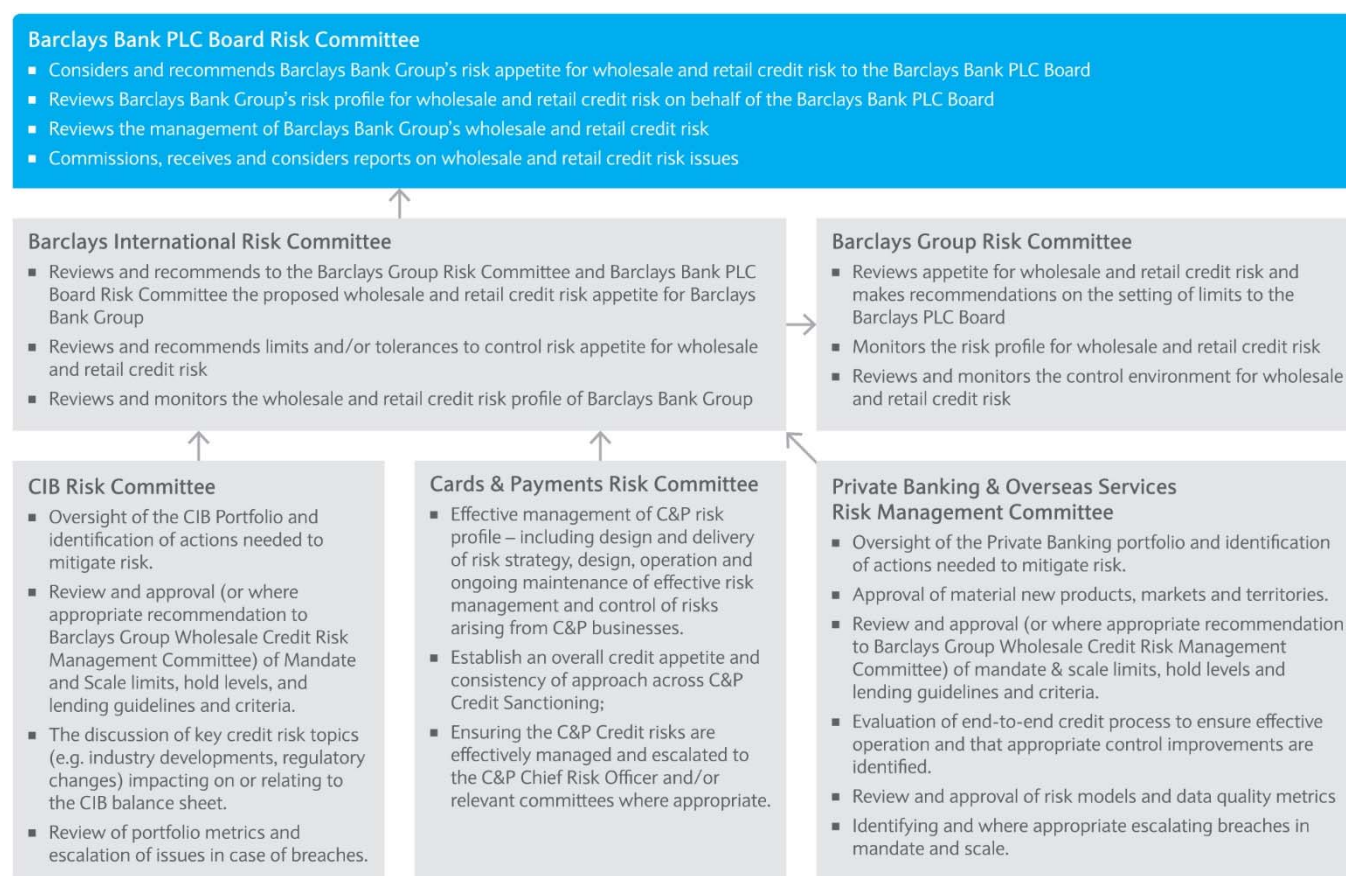 Barclays Bank PLC Board Risk Committee
▪ Considers and recommends Barclays Bank Group’s risk appetite for wholesale and retail credit risk to the Barclays Bank PLC Board
▪ Reviews Barclays Bank Group’s risk profile for wholesale and retail credit risk on behalf of the Barclays Bank PLC Board
▪ Reviews the management of Barclays Bank Group’s wholesale and retail credit risk
▪ Commissions, receives and considers reports on wholesale and retail credit risk issues
Barclays International Risk Committee
▪ Reviews and recommends to the Barclays Group Risk Committee and Barclays Bank PLC
Board Risk Committee the proposed wholesale and retail credit risk appetite for Barclays
Bank Group
▪ Reviews and recommends limits and/or tolerances to control risk appetite for wholesale
and retail credit risk
▪ Reviews and monitors the wholesale and retail credit risk profile of Barclays Bank Group
Barclays Group Risk Committee
▪ Reviews appetite for wholesale and retail credit risk and
makes recommendations on the setting of limits to the
Barclays PLC Board
▪ Monitors the risk profile for wholesale and retail credit risk
▪ Reviews and monitors the control environment for wholesale
and retail credit risk
CIB Risk Committee
▪ Oversight of the CIB Portfolio and
identification of actions needed to
mitigate risk.
▪ Review and approval (or where
appropriate recommendation to
Barclays Group Wholesale Credit Risk
Management Committee) of Mandate
and Scale limits, hold levels, and
lending guidelines and criteria.
▪ The discussion of key credit risk topics
(e.g. industry developments, regulatory
changes) impacting on or relating to
the CIB balance sheet.
▪ Review of portfolio metrics and
escalation of issues in case of breaches.
Cards & Payments Risk Committee
▪ Effective management of C&P risk
profile – including design and delivery
of risk strategy, design, operation and
ongoing maintenance of effective risk
management and control of risks
arising from C&P businesses.
▪ Establish an overall credit appetite and
consistency of approach across C&P
Credit Sanctioning;
▪ Ensuring the C&P Credit risks are
effectively managed and escalated to
the C&P Chief Risk Officer and/or
relevant committees where appropriate.
Private Banking & Overseas Services
Risk Management Committee
▪ Oversight of the Private Banking portfolio and identification
of actions needed to mitigate risk.
▪ Approval of material new products, markets and territories.
▪ Review and approval (or where appropriate recommendation
to Barclays Group Wholesale Credit Risk Management
Committee) of mandate & scale limits, hold levels and
lending guidelines and criteria.
▪ Evaluation of end-to-end credit process to ensure effective
operation and that appropriate control improvements are
identified.
▪ Review and approval of risk models and data quality metrics
▪ Identifying and where appropriate escalating breaches in
mandate and scale.